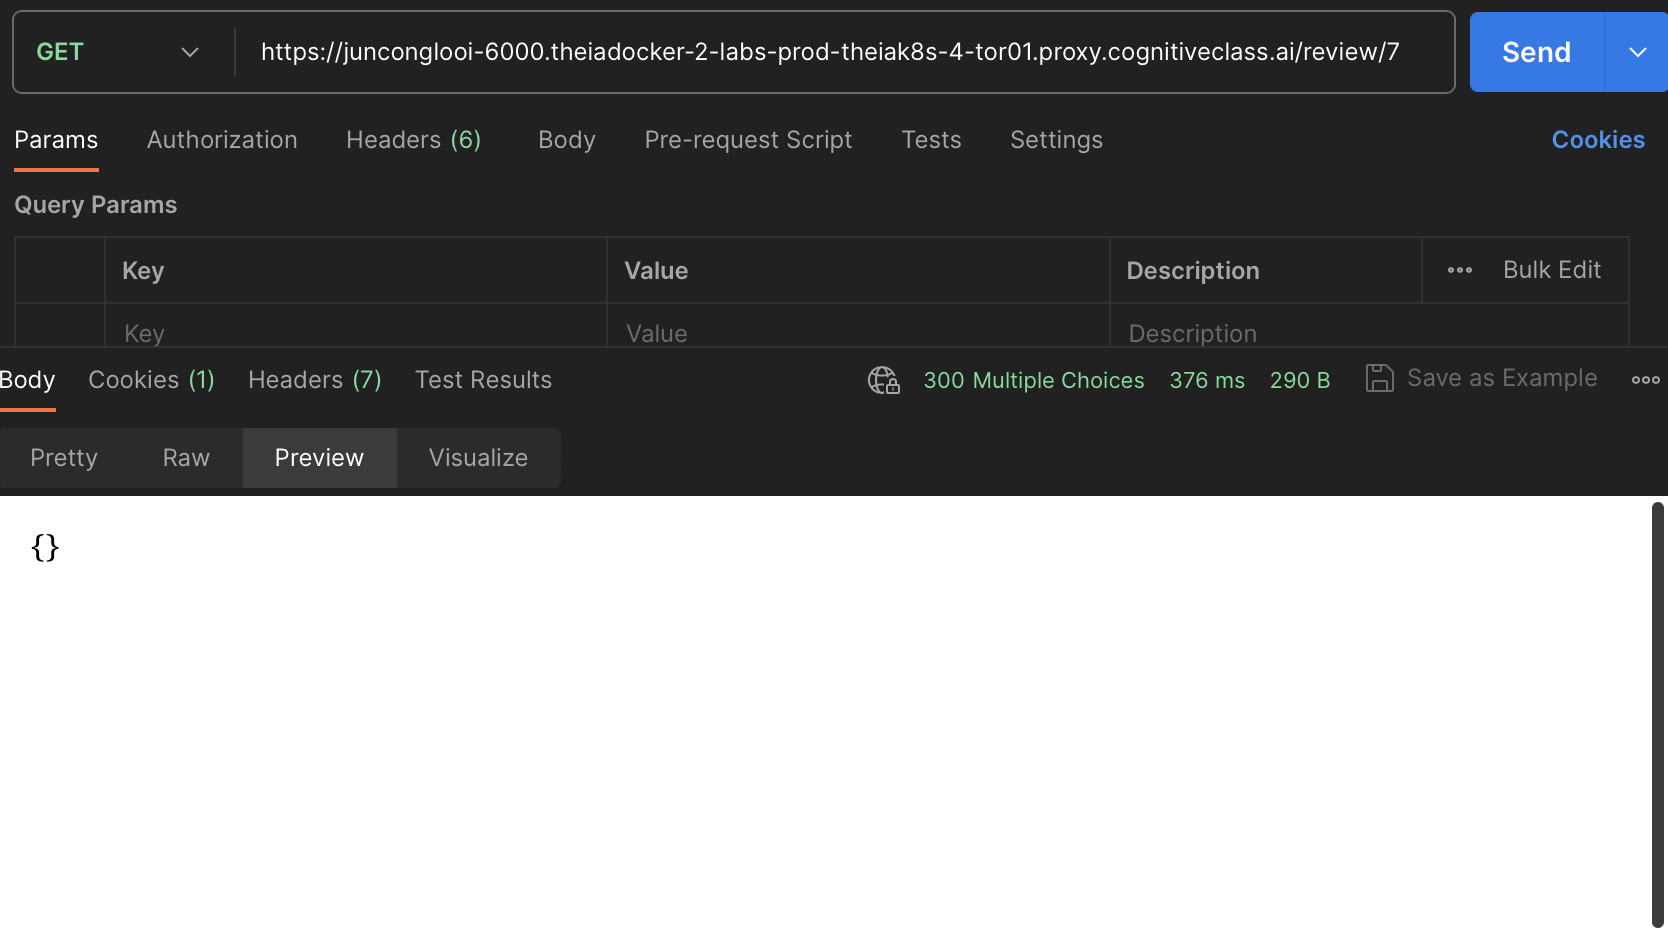 GET https://junconglooi-6000.theiadocker-2-labs-prod-theiak8s-4-tor01.proxy.cognitiveclass.ai/review/7 Send
Params Authorization Headers (6) Body Pre-request Script Tests Settings Cookies
Query Params
Key Value Description Bulk Edit
Key Value Description
Body Cookies (1) Headers (7) Test Results 300 Multiple Choices 376 ms 290 B Save as Example
Pretty Raw Preview Visualize
{}